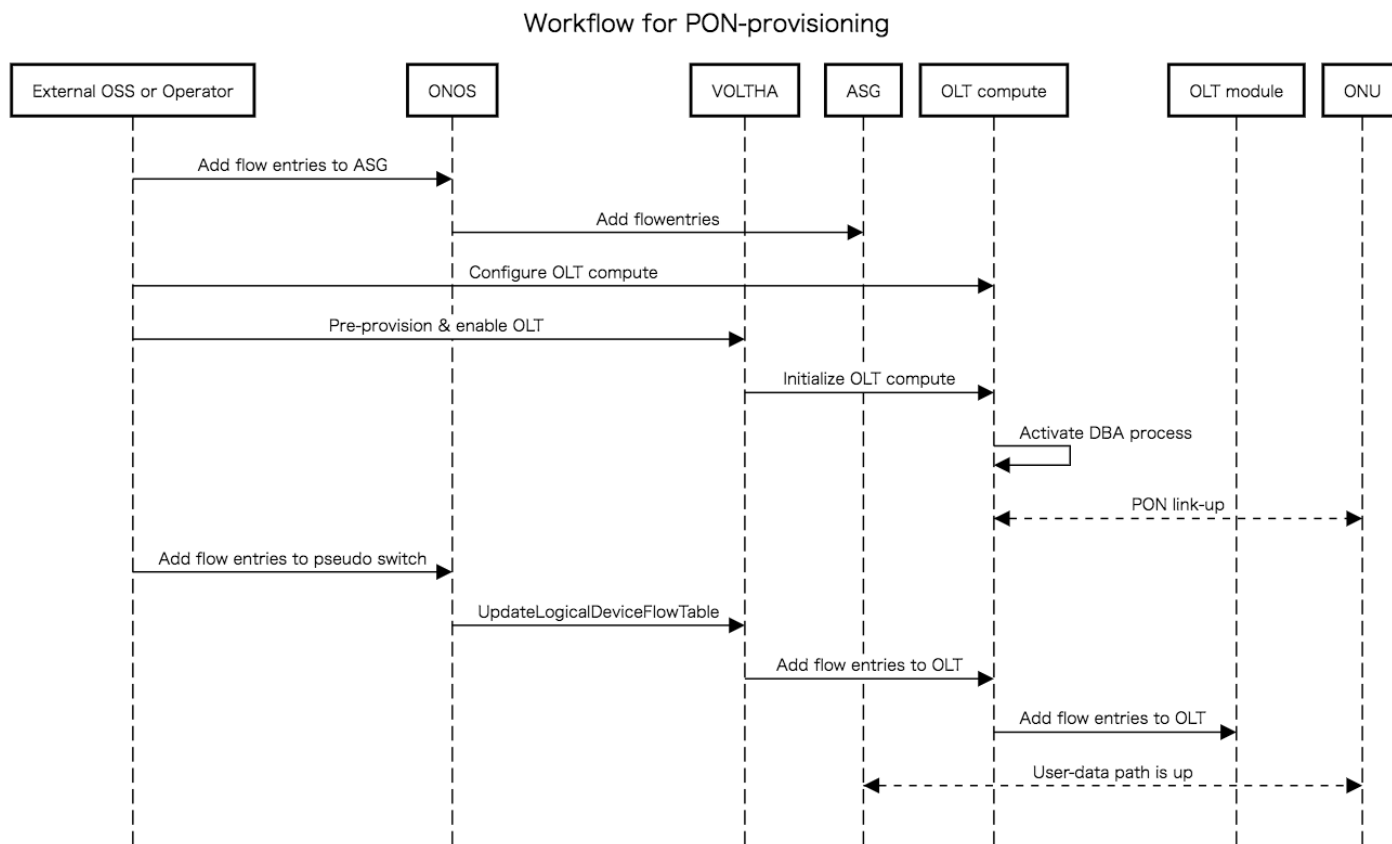 Workflow for PON-provisioning
External OSS or Operator
ONOS
VOLTHA
ASG
OLT compute
OLT module
ONU
Add flow entries to ASG
Add flowentries
Configure OLT compute
Pre-provision & enable OLT
Initialize OLT compute
Activate DBA process
PON link-up
Add flow entries to pseudo switch
UpdateLogicalDeviceFlowTable
Add flow entries to OLT
Add flow entries to OLT
User-data path is up